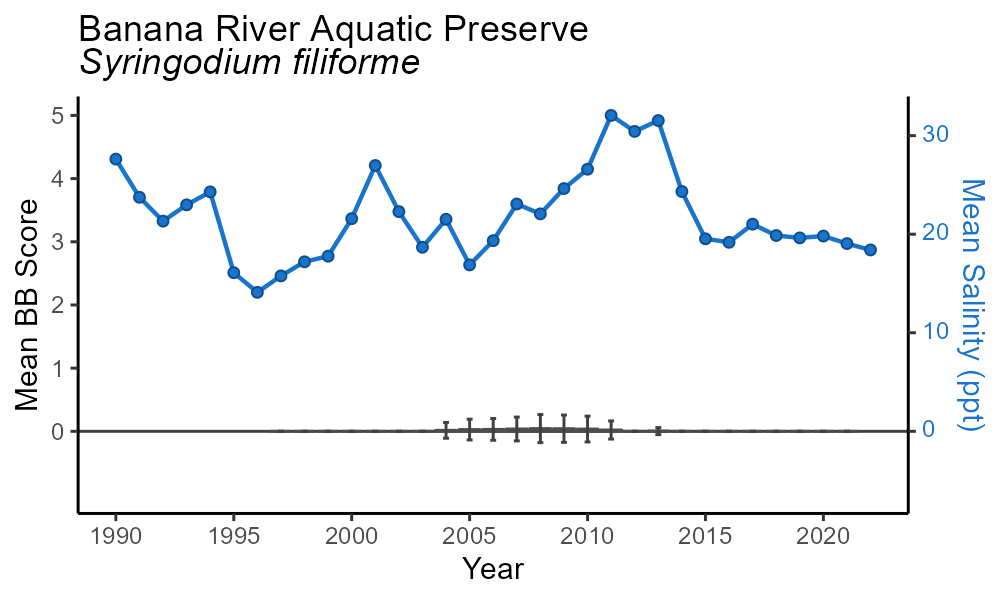 Banana River Aquatic Preserve
Syringodium filiforme
5
4
3
2
1
0
Mean BB Score
30
20
10
0
Mean Salinity (ppt)
1990 1995 2000 2005 2010 2015 2020
Year